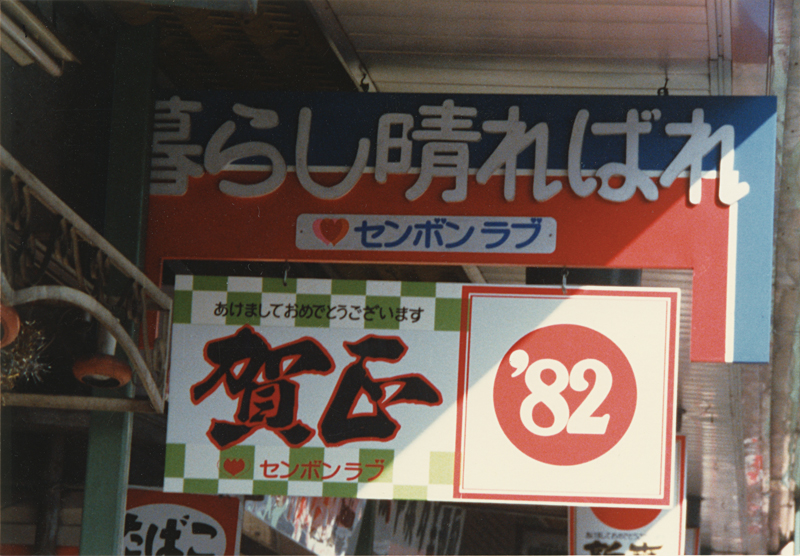 暮らし晴ればれ
センボンラブ
あけましておめでとうございます
賀正
センボンラブ
'82
たばこ